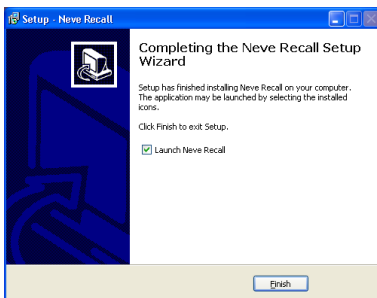 Setup - Neve Recall
Completing the Neve Recall Setup
Wizard
Setup has finished installing Neve Recall on your computer.
The application may be launched by selecting the installed
icons.
Click Finish to exit Setup.
Launch Neve Recall
Finish